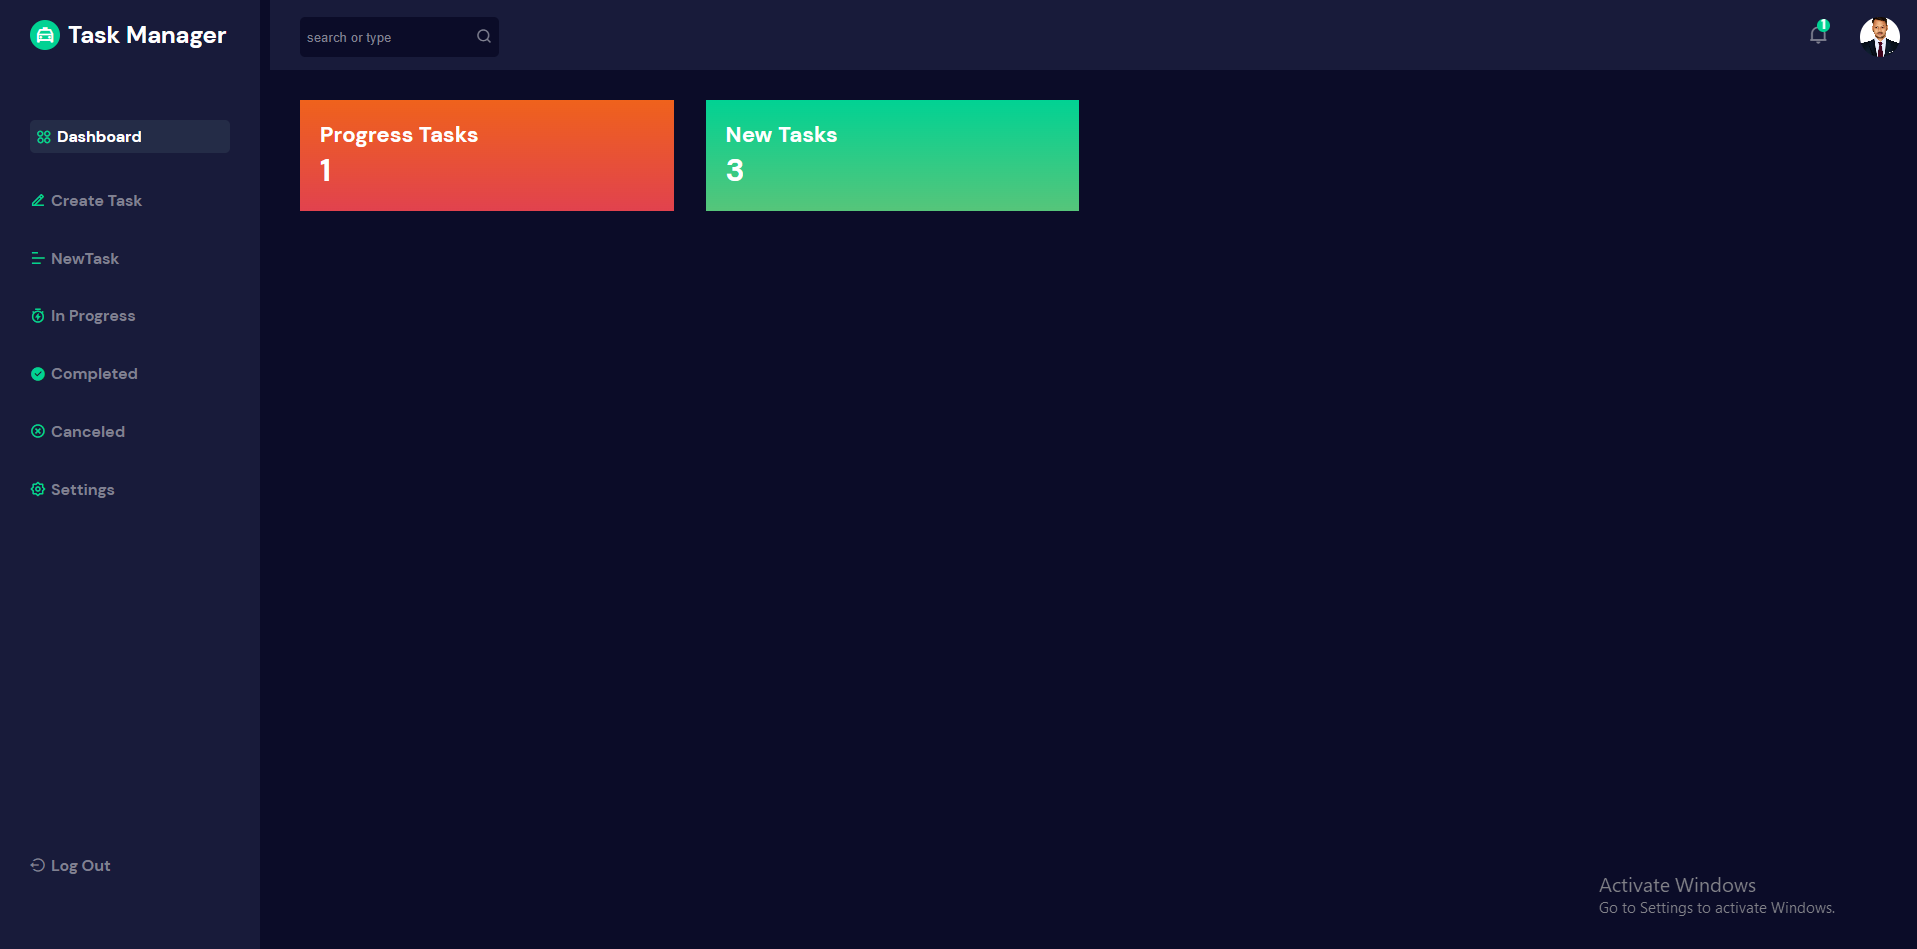 Task Manager
search or type
1
Dashboard
Create Task
NewTask
In Progress
Completed
Canceled
Settings
Log Out
Progress Tasks
1
New Tasks
3
Activate Windows
Go to Settings to activate Windows.